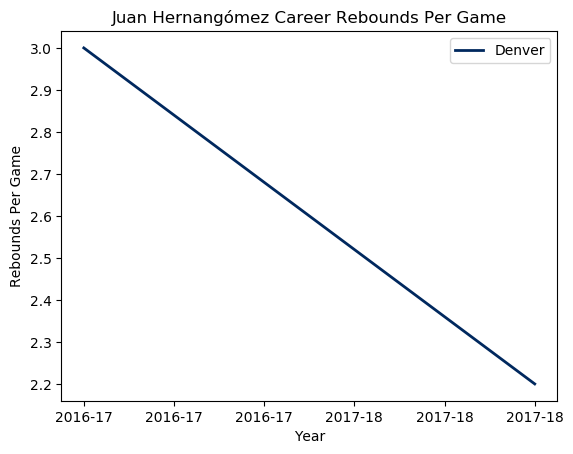 Juan Hernangómez Career Rebounds Per Game
Denver
3.0
2.9
2.8
2.7
2.6
2.5
2.4
2.3
2.2
Rebounds Per Game
2016-17 2016-17 2016-17 2017-18 2017-18 2017-18
Year